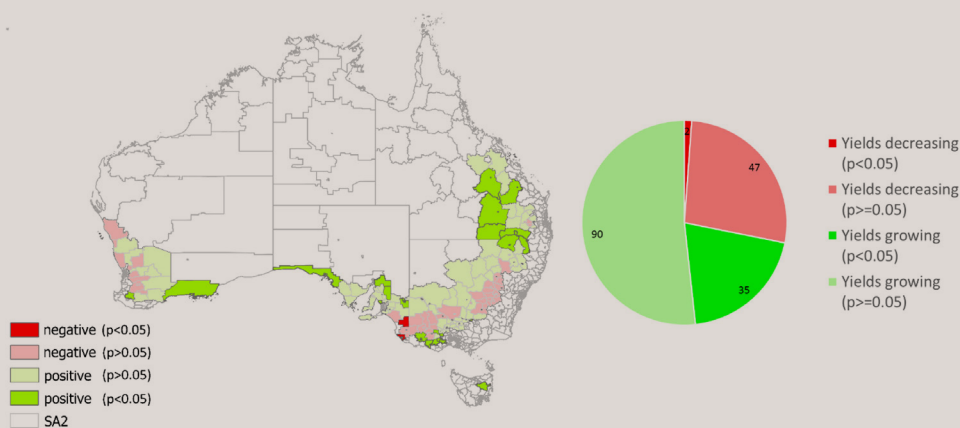 negative (p<0.05)
negative (p>0.05)
positive (p>0.05)
positive (p<0.05)
SA2
2
47
35
90
Yields decreasing
(p<0.05)
Yields decreasing
(p>=0.05)
Yields growing
(p<0.05)
Yields growing
(p>=0.05)